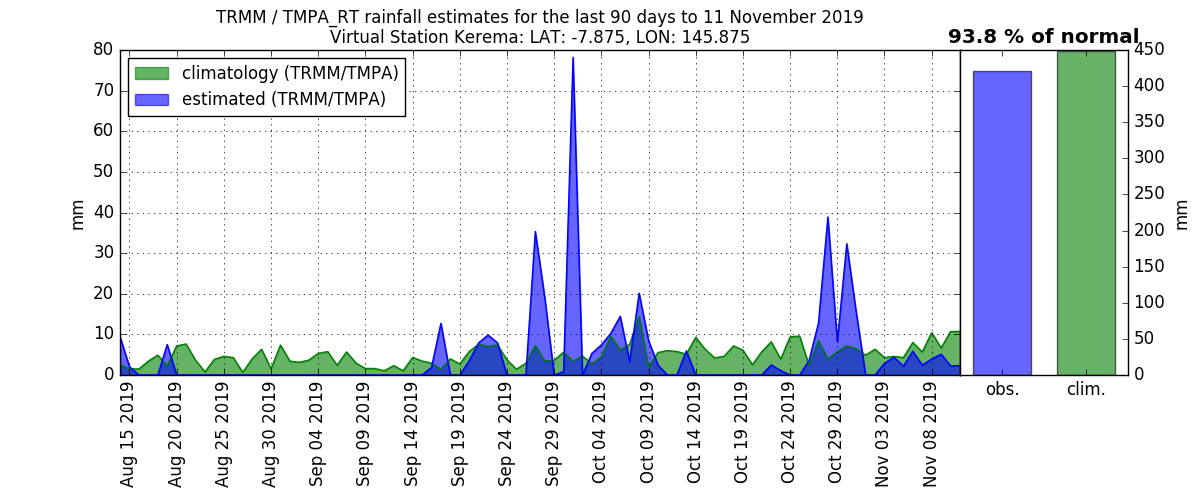 TRMM / TMPA_RT rainfall estimates for the last 90 days to 11 November 2019
Virtual Station Kerema: LAT: -7.875, LON: 145.875
93.8 % of normal
climatology (TRMM/TMPA)
estimated (TRMM/TMPA)
80
70
60
50
40
30
20
10
0
mm
Aug 15 2019
Aug 20 2019
Aug 25 2019
Aug 30 2019
Sep 04 2019
Sep 09 2019
Sep 14 2019
Sep 19 2019
Sep 24 2019
Sep 29 2019
Oct 04 2019
Oct 09 2019
Oct 14 2019
Oct 19 2019
Oct 24 2019
Oct 29 2019
Nov 03 2019
Nov 08 2019
obs.
clim.
450
400
350
300
250
200
150
100
50
0
mm